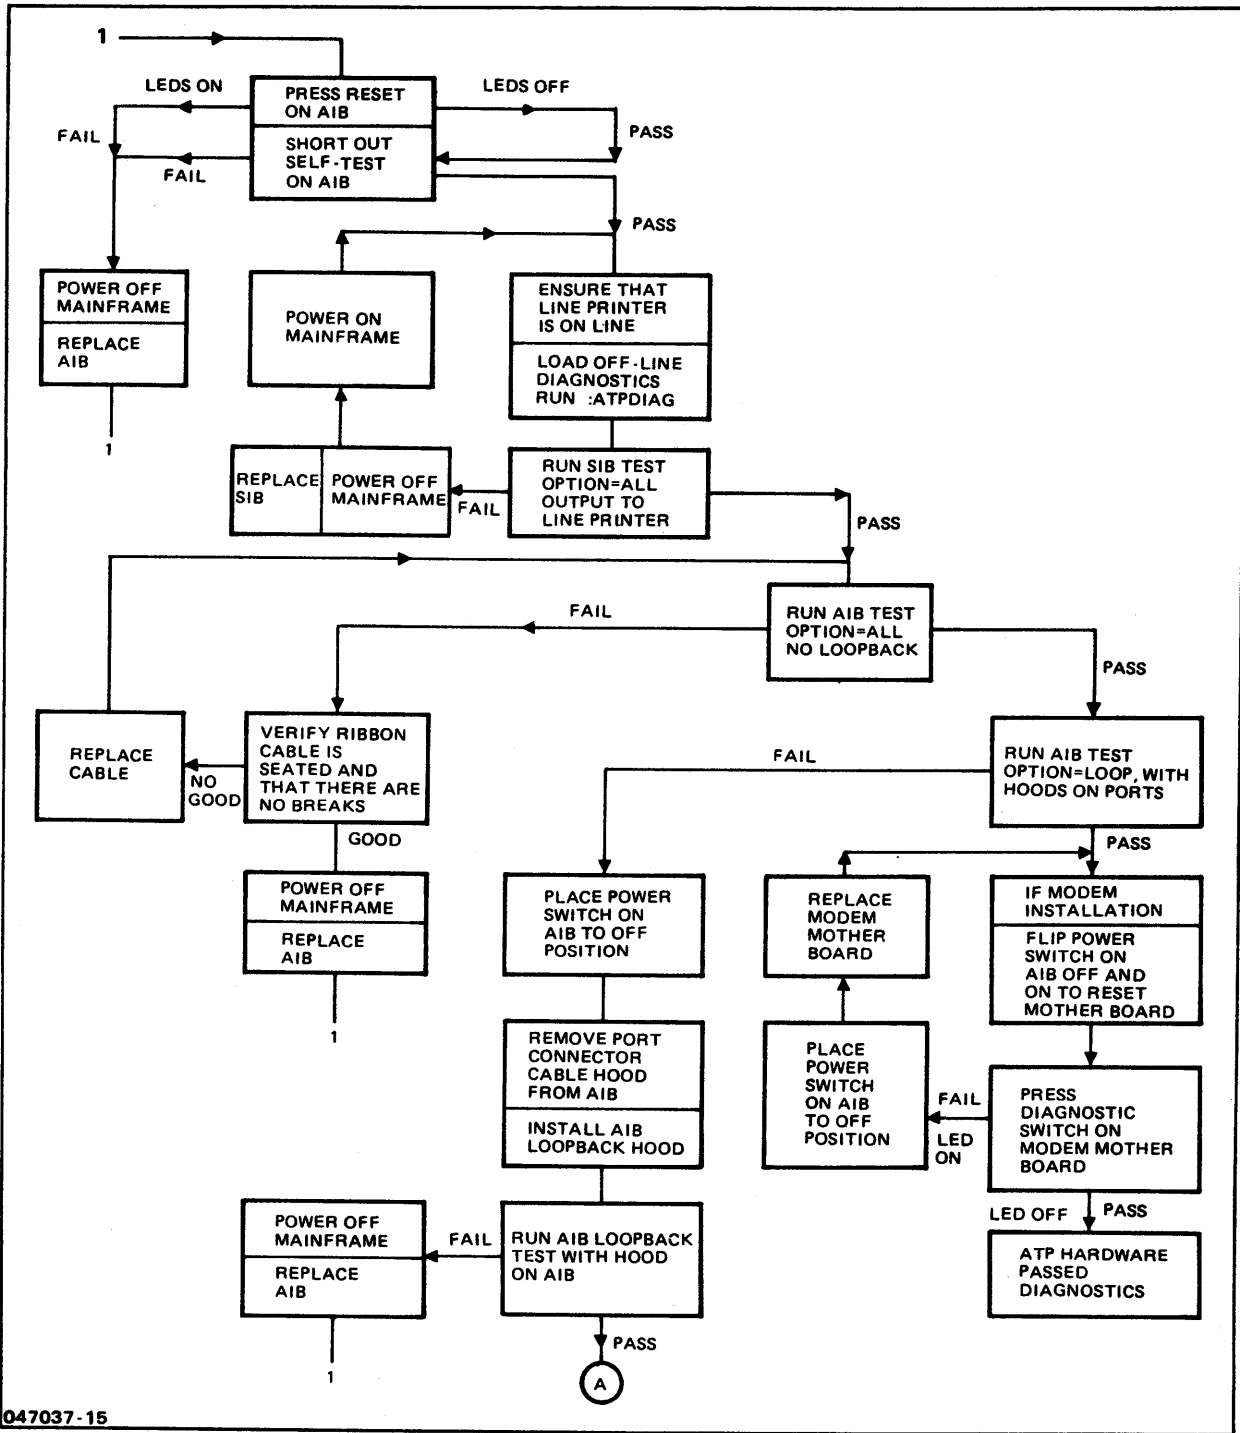 1
LEDS ON
PRESS RESET
ON AIB
LEDS OFF
PASS
FAIL
SHORT OUT
SELF-TEST
ON AIB
FAIL
PASS
POWER OFF
MAINFRAME
REPLACE
AIB
1
POWER ON
MAINFRAME
ENSURE THAT
LINE PRINTER
IS ON LINE
LOAD OFF-LINE
DIAGNOSTICS
RUN :ATPDIAG
REPLACE
SIB
POWER OFF
MAINFRAME
FAIL
RUN SIB TEST
OPTION=ALL
OUTPUT TO
LINE PRINTER
PASS
FAIL
RUN AIB TEST
OPTION=ALL
NO LOOPBACK
PASS
REPLACE
CABLE
NO
GOOD
VERIFY RIBBON
CABLE IS
SEATED AND
THAT THERE ARE
NO BREAKS
GOOD
FAIL
RUN AIB TEST
OPTION=LOOP, WITH
HOODS ON PORTS
PASS
POWER OFF
MAINFRAME
REPLACE
AIB
1
PLACE POWER
SWITCH ON
AIB TO OFF
POSITION
REPLACE
MODEM
MOTHER
BOARD
IF MODEM
INSTALLATION
FLIP POWER
SWITCH ON
AIB OFF AND
ON TO RESET
MOTHER BOARD
REMOVE PORT
CONNECTOR
CABLE HOOD
FROM AIB
INSTALL AIB
LOOPBACK HOOD
PLACE
POWER
SWITCH
ON AIB
TO OFF
POSITION
FAIL
LED
ON
PRESS
DIAGNOSTIC
SWITCH ON
MODEM MOTHER
BOARD
LED OFF
PASS
POWER OFF
MAINFRAME
REPLACE
AIB
1
FAIL
RUN AIB LOOPBACK
TEST WITH HOOD
ON AIB
PASS
A
ATP HARDWARE
PASSED
DIAGNOSTICS
047037-15